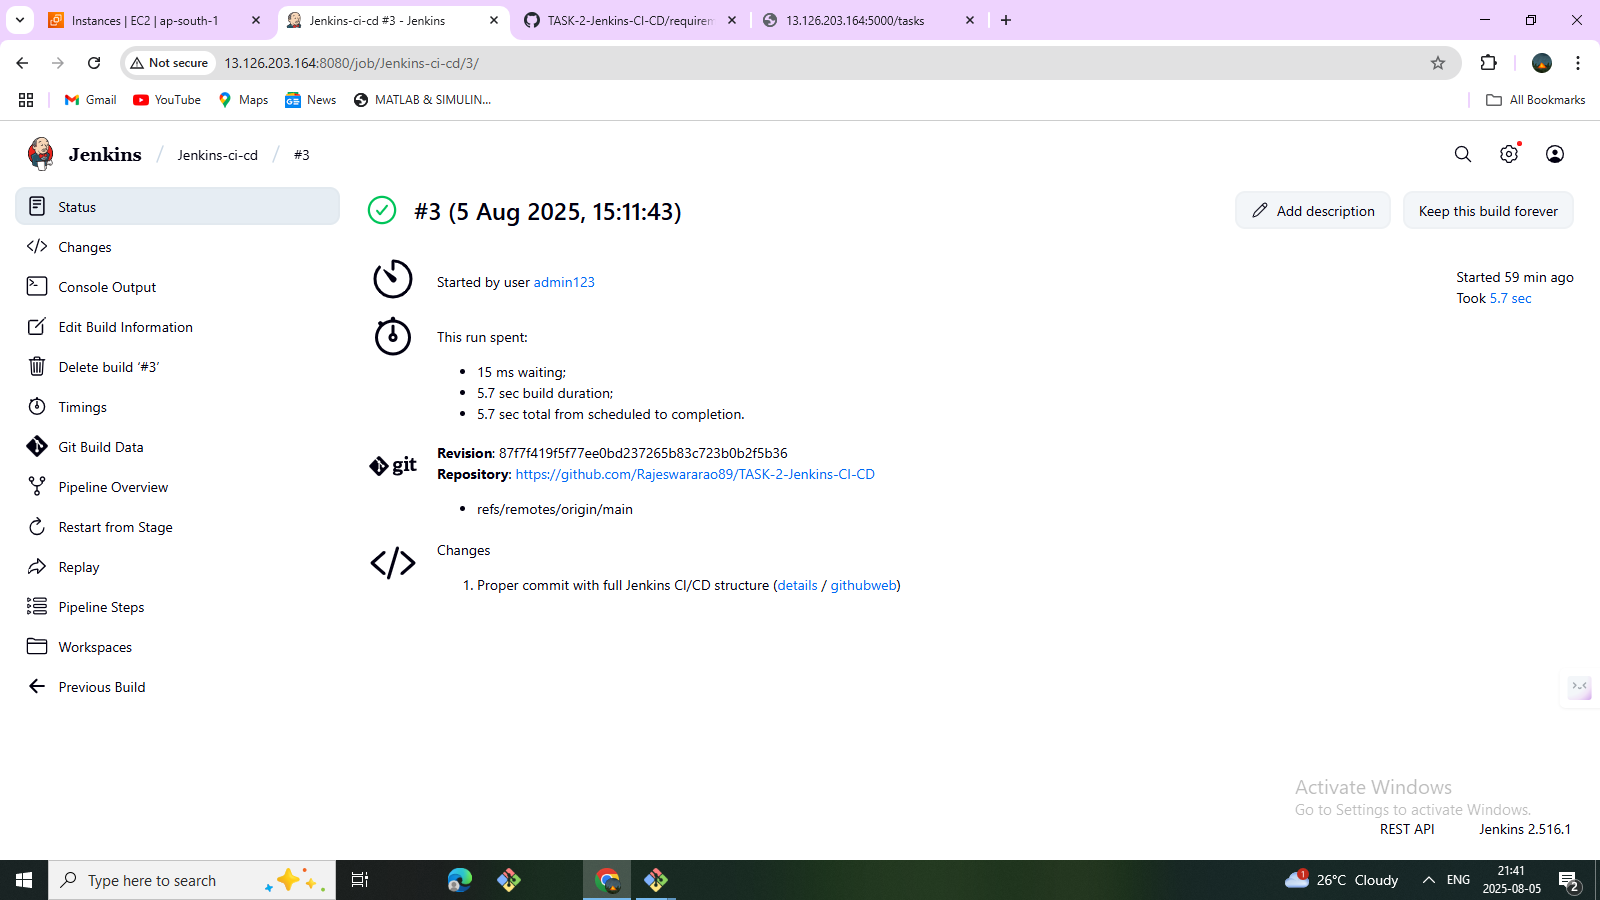 Instances | EC2 | ap-south-1
Jenkins-ci-cd #3 - Jenkins
TASK-2-Jenkins-CI-CD/requirem
13.126.203.164:5000/tasks
Not secure
13.126.203.164:8080/job/Jenkins-ci-cd/3/
Gmail
YouTube
Maps
News
MATLAB & SIMULIN...
All Bookmarks
Jenkins / Jenkins-ci-cd / #3
Status
Changes
Console Output
Edit Build Information
Delete build ‘#3’
Timings
Git Build Data
Pipeline Overview
Restart from Stage
Replay
Pipeline Steps
Workspaces
Previous Build
#3 (5 Aug 2025, 15:11:43)
Add description
Keep this build forever
Started by user admin123
Started 59 min ago
Took 5.7 sec
This run spent:
• 15 ms waiting;
• 5.7 sec build duration;
• 5.7 sec total from scheduled to completion.
git
Revision: 87f7f419f5f77ee0bd237265b83c723b0b2f5b36
Repository: https://github.com/Rajeswararao89/TASK-2-Jenkins-CI-CD
• refs/remotes/origin/main
Changes
1. Proper commit with full Jenkins CI/CD structure (details / githubweb)
Activate Windows
Go to Settings to activate Windows.
REST API
Jenkins 2.516.1
Type here to search
1
26°C Cloudy
ENG
21:41
2025-08-05
2